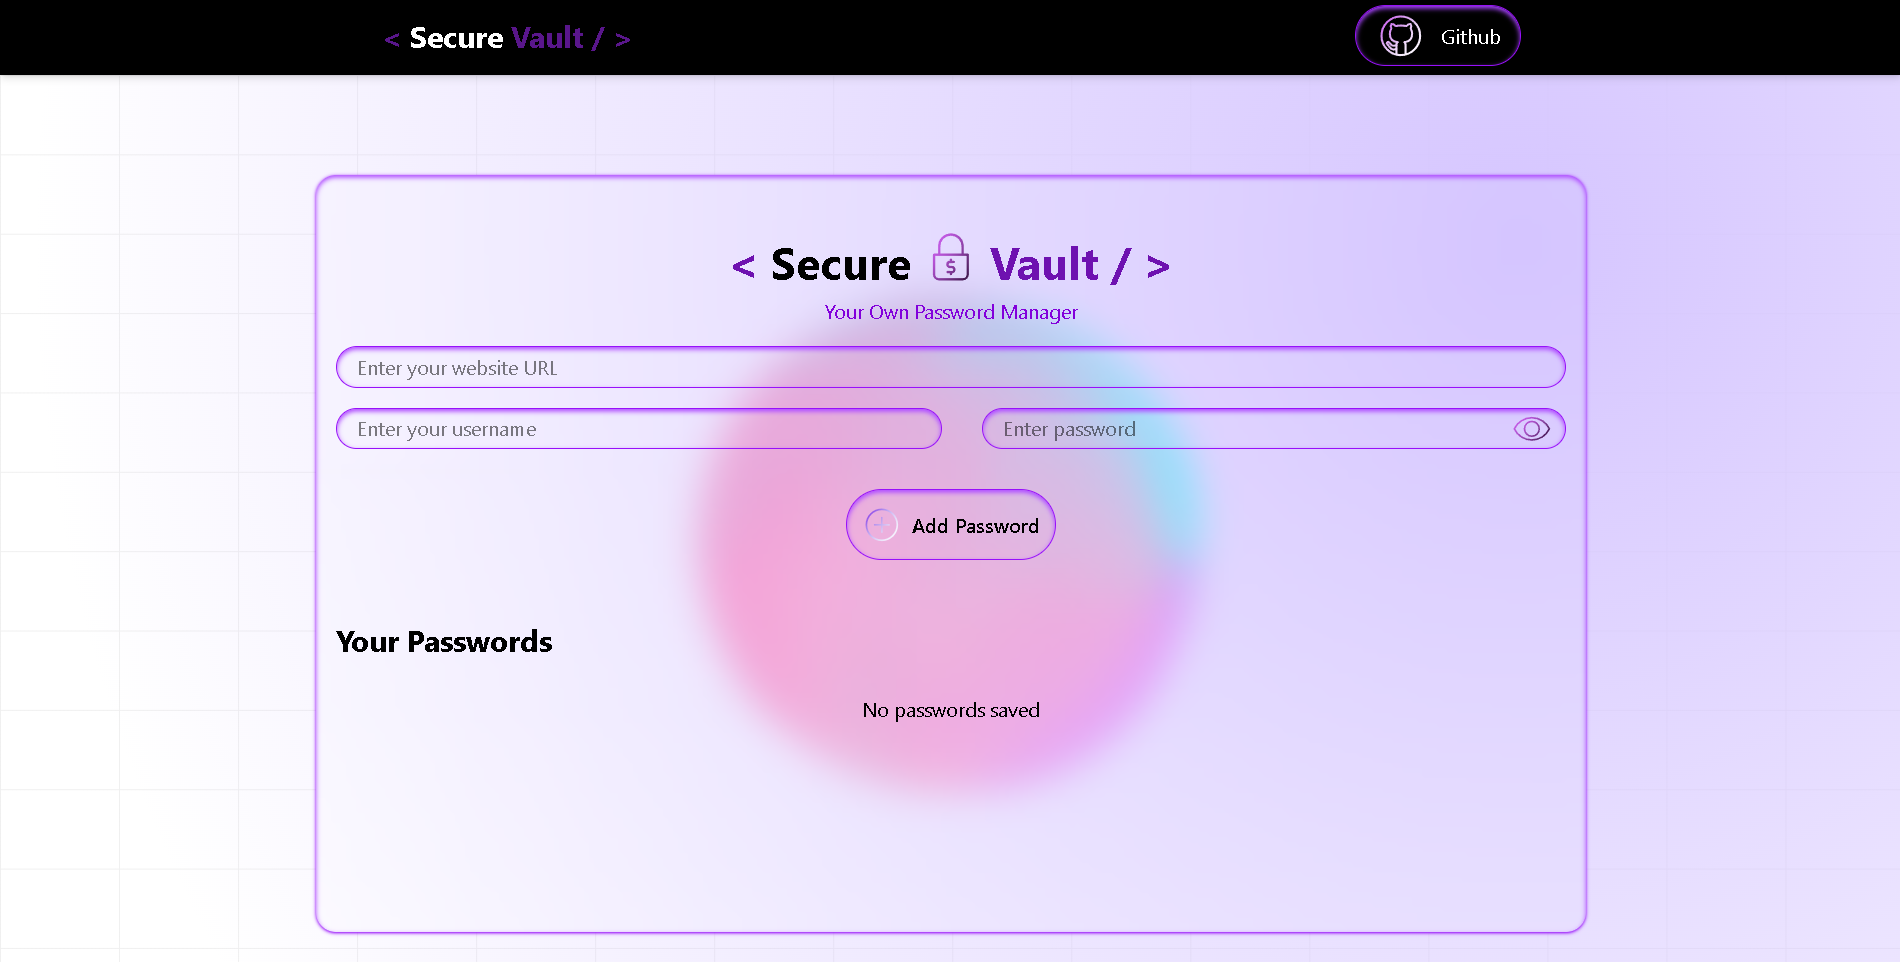 < Secure Vault / >
Github
< Secure $ Vault / >
Your Own Password Manager
Enter your website URL
Enter your username
Enter password
Add Password
Your Passwords
No passwords saved